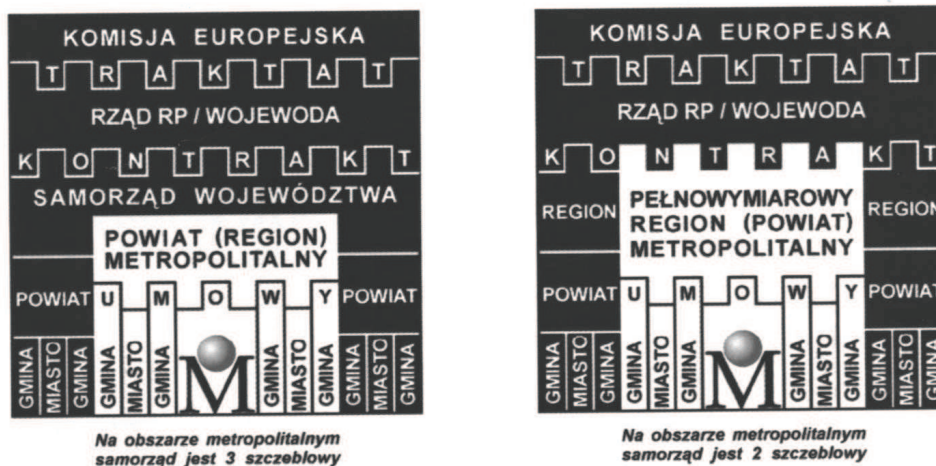 KOMISJA EUROPEJSKA
T R A K T A T
RZĄD RP / WOJEWODA
K O N T R A K T
SAMORZĄD WOJEWÓDZTWA
POWIAT (REGION)
METROPOLITALNY
POWIAT U M O W Y POWIAT
GMINA MIASTO GMINA GMINA MIASTO GMINA M GMINA MIASTO GMINA GMINA MIASTO GMINA
Na obszarze metropolitalnym
samorząd jest 3 szczeblowy
KOMISJA EUROPEJSKA
T R A K T A T
RZĄD RP / WOJEWODA
K O N T R A K T
REGION PEŁNOWYMIAROWY REGION
REGION (POWIAT)
METROPOLITALNY
POWIAT U M O W Y POWIAT
GMINA MIASTO GMINA GMINA MIASTO GMINA M GMINA MIASTO GMINA GMINA MIASTO GMINA
Na obszarze metropolitalnym
samorząd jest 2 szczeblowy